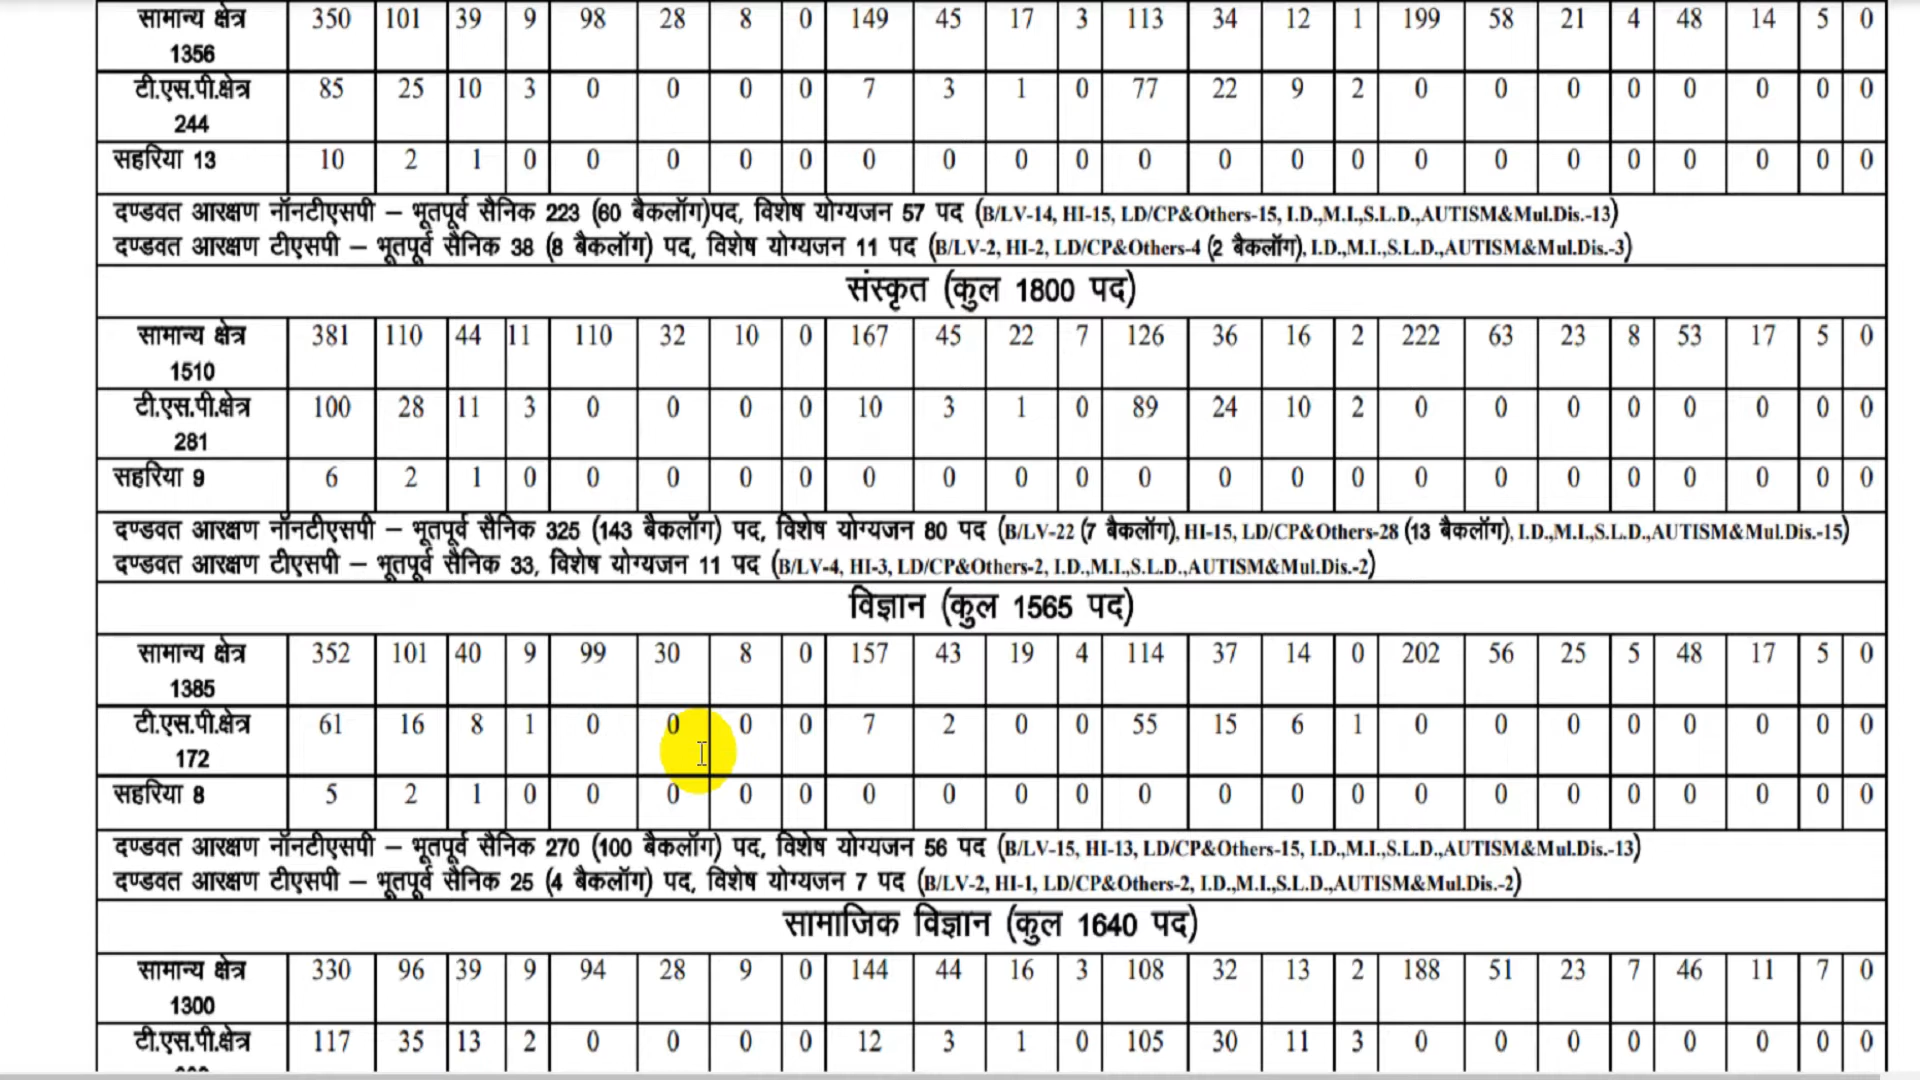 सामान्य क्षेत्र 350 101 39 9 98 28 8 0 149 45 17 3 113 34 12 1 199 58 21 4 48 14 5 0
1356
टी.एस.पी.क्षेत्र 85 25 10 3 0 0 0 0 7 3 1 0 77 22 9 2 0 0 0 0 0 0 0 0
244
सहरिया 13 10 2 1 0 0 0 0 0 0 0 0 0 0 0 0 0 0 0 0 0 0 0 0 0
दण्डवत आरक्षण नॉनटीएसपी – भूतपूर्व सैनिक 223 (60 बैकलॉग)पद, विशेष योग्यजन 57 पद (B/LV-14, HI-15, LD/CP&Others-15, I.D.,M.I.,S.L.D.,AUTISM&Mul.Dis.-13)
दण्डवत आरक्षण टीएसपी – भूतपूर्व सैनिक 38 (8 बैकलॉग) पद, विशेष योग्यजन 11 पद (B/LV-2, HI-2, LD/CP&Others-4 (2 बैकलॉग), I.D.,M.I.,S.L.D.,AUTISM&Mul.Dis.-3)
संस्कृत (कुल 1800 पद)
सामान्य क्षेत्र 381 110 44 11 110 32 10 0 167 45 22 7 126 36 16 2 222 63 23 8 53 17 5 0
1510
टी.एस.पी.क्षेत्र 100 28 11 3 0 0 0 0 10 3 1 0 89 24 10 2 0 0 0 0 0 0 0 0
281
सहरिया 9 6 2 1 0 0 0 0 0 0 0 0 0 0 0 0 0 0 0 0 0 0 0 0 0
दण्डवत आरक्षण नॉनटीएसपी – भूतपूर्व सैनिक 325 (143 बैकलॉग) पद, विशेष योग्यजन 80 पद (B/LV-22 (7 बैकलॉग), HI-15, LD/CP&Others-28 (13 बैकलॉग), I.D.,M.I.,S.L.D.,AUTISM&Mul.Dis.-15)
दण्डवत आरक्षण टीएसपी – भूतपूर्व सैनिक 33, विशेष योग्यजन 11 पद (B/LV-4, HI-3, LD/CP&Others-2, I.D.,M.I.,S.L.D.,AUTISM&Mul.Dis.-2)
विज्ञान (कुल 1565 पद)
सामान्य क्षेत्र 352 101 40 9 99 30 8 0 157 43 19 4 114 37 14 0 202 56 25 5 48 17 5 0
1385
टी.एस.पी.क्षेत्र 61 16 8 1 0 0 0 0 7 2 0 0 55 15 6 1 0 0 0 0 0 0 0 0
172
सहरिया 8 5 2 1 0 0 0 0 0 0 0 0 0 0 0 0 0 0 0 0 0 0 0 0 0
दण्डवत आरक्षण नॉनटीएसपी – भूतपूर्व सैनिक 270 (100 बैकलॉग) पद, विशेष योग्यजन 56 पद (B/LV-15, HI-13, LD/CP&Others-15, I.D.,M.I.,S.L.D.,AUTISM&Mul.Dis.-13)
दण्डवत आरक्षण टीएसपी – भूतपूर्व सैनिक 25 (4 बैकलॉग) पद, विशेष योग्यजन 7 पद (B/LV-2, HI-1, LD/CP&Others-2, I.D.,M.I.,S.L.D.,AUTISM&Mul.Dis.-2)
सामाजिक विज्ञान (कुल 1640 पद)
सामान्य क्षेत्र 330 96 39 9 94 28 9 0 144 44 16 3 108 32 13 2 188 51 23 7 46 11 7 0
1300
टी.एस.पी.क्षेत्र 117 35 13 2 0 0 0 0 12 3 1 0 105 30 11 3 0 0 0 0 0 0 0 0